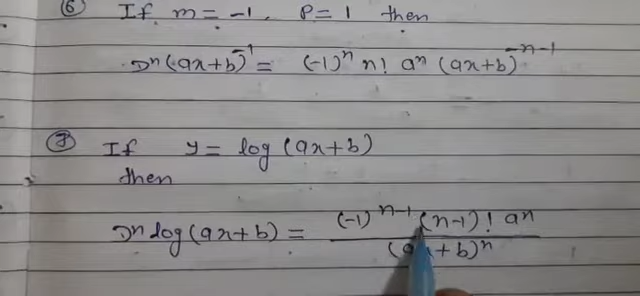 ⑥ If m = -1, P = 1 then
Dⁿ(ax+b)⁻¹ = (-1)ⁿ n! aⁿ (ax+b)⁻ⁿ⁻¹
⑦ If y = log(ax+b)
then
Dⁿ log(ax+b) = (-1)ⁿ⁻¹ (n-1)! aⁿ
(ax+b)ⁿ